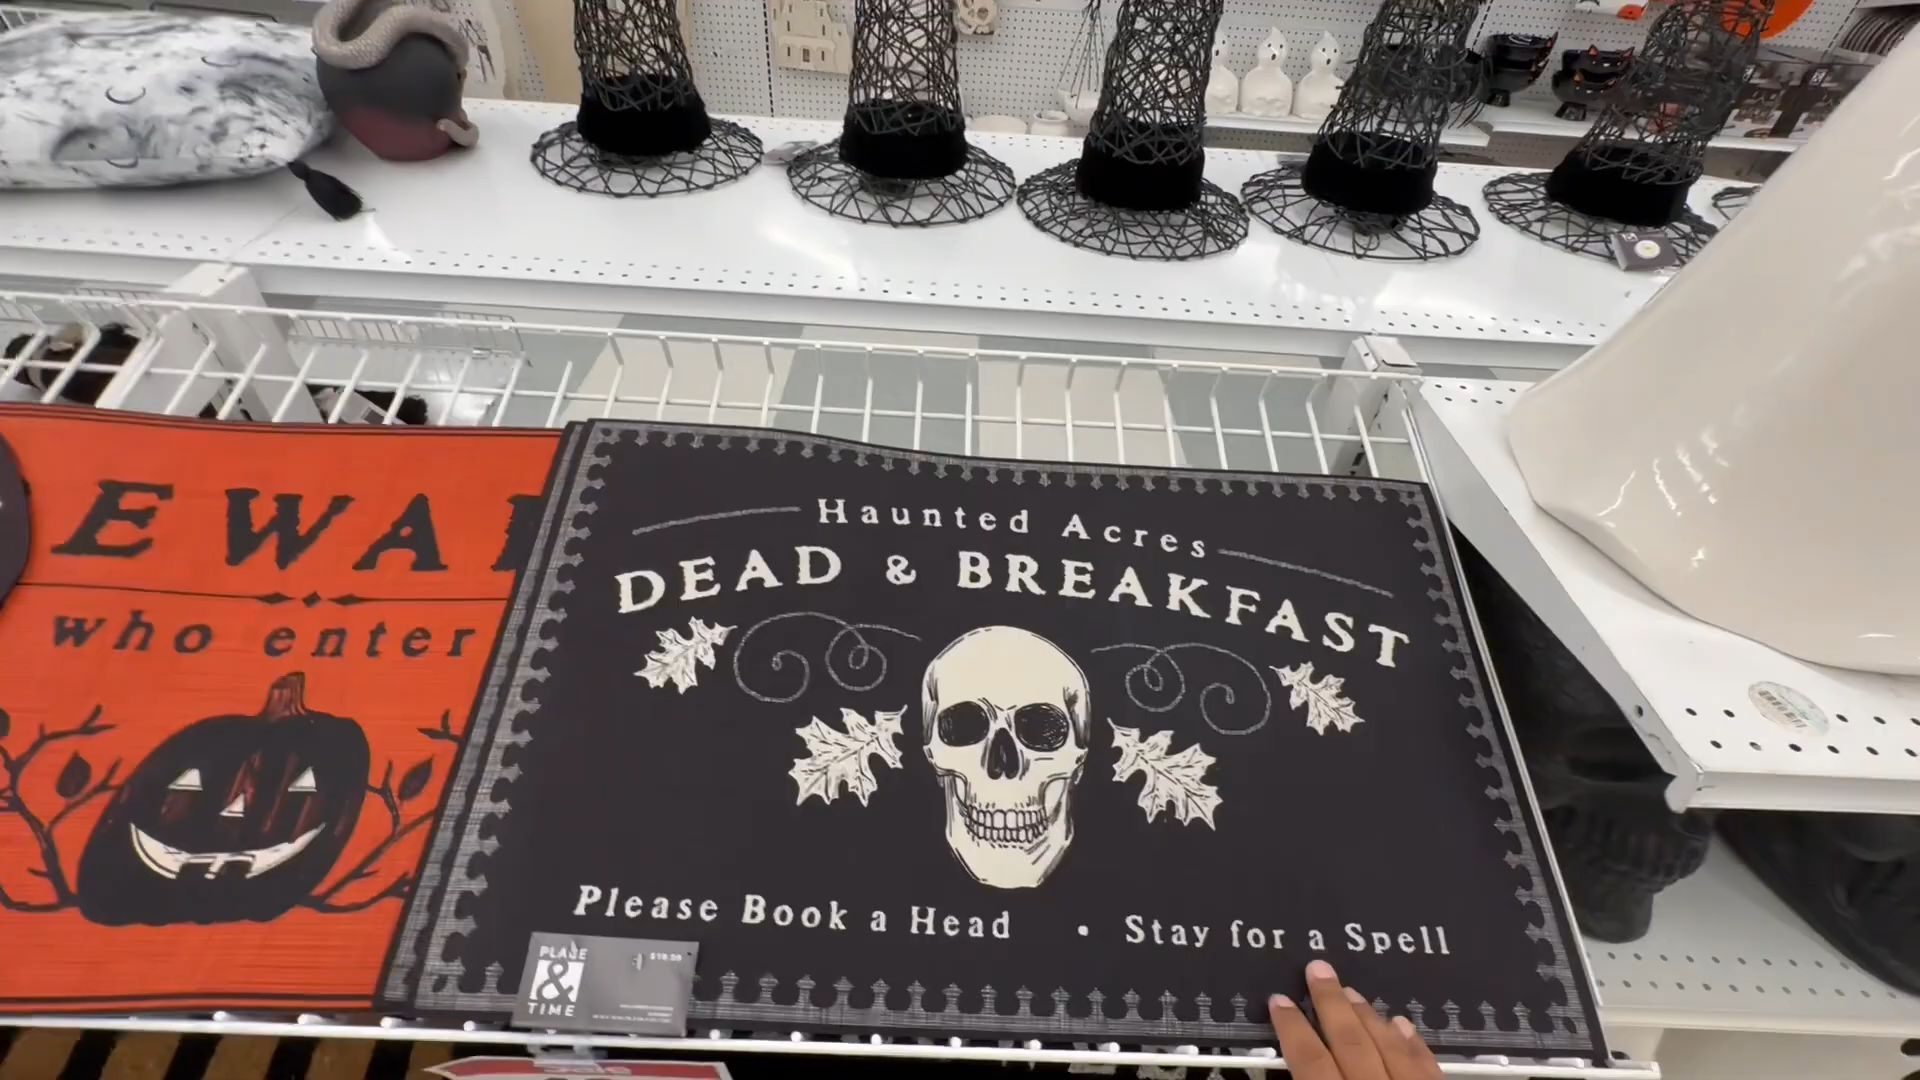 EWA
who enter
Haunted Acres
DEAD & BREAKFAST
Please Book a Head • Stay for a Spell
PLACE
&
TIME